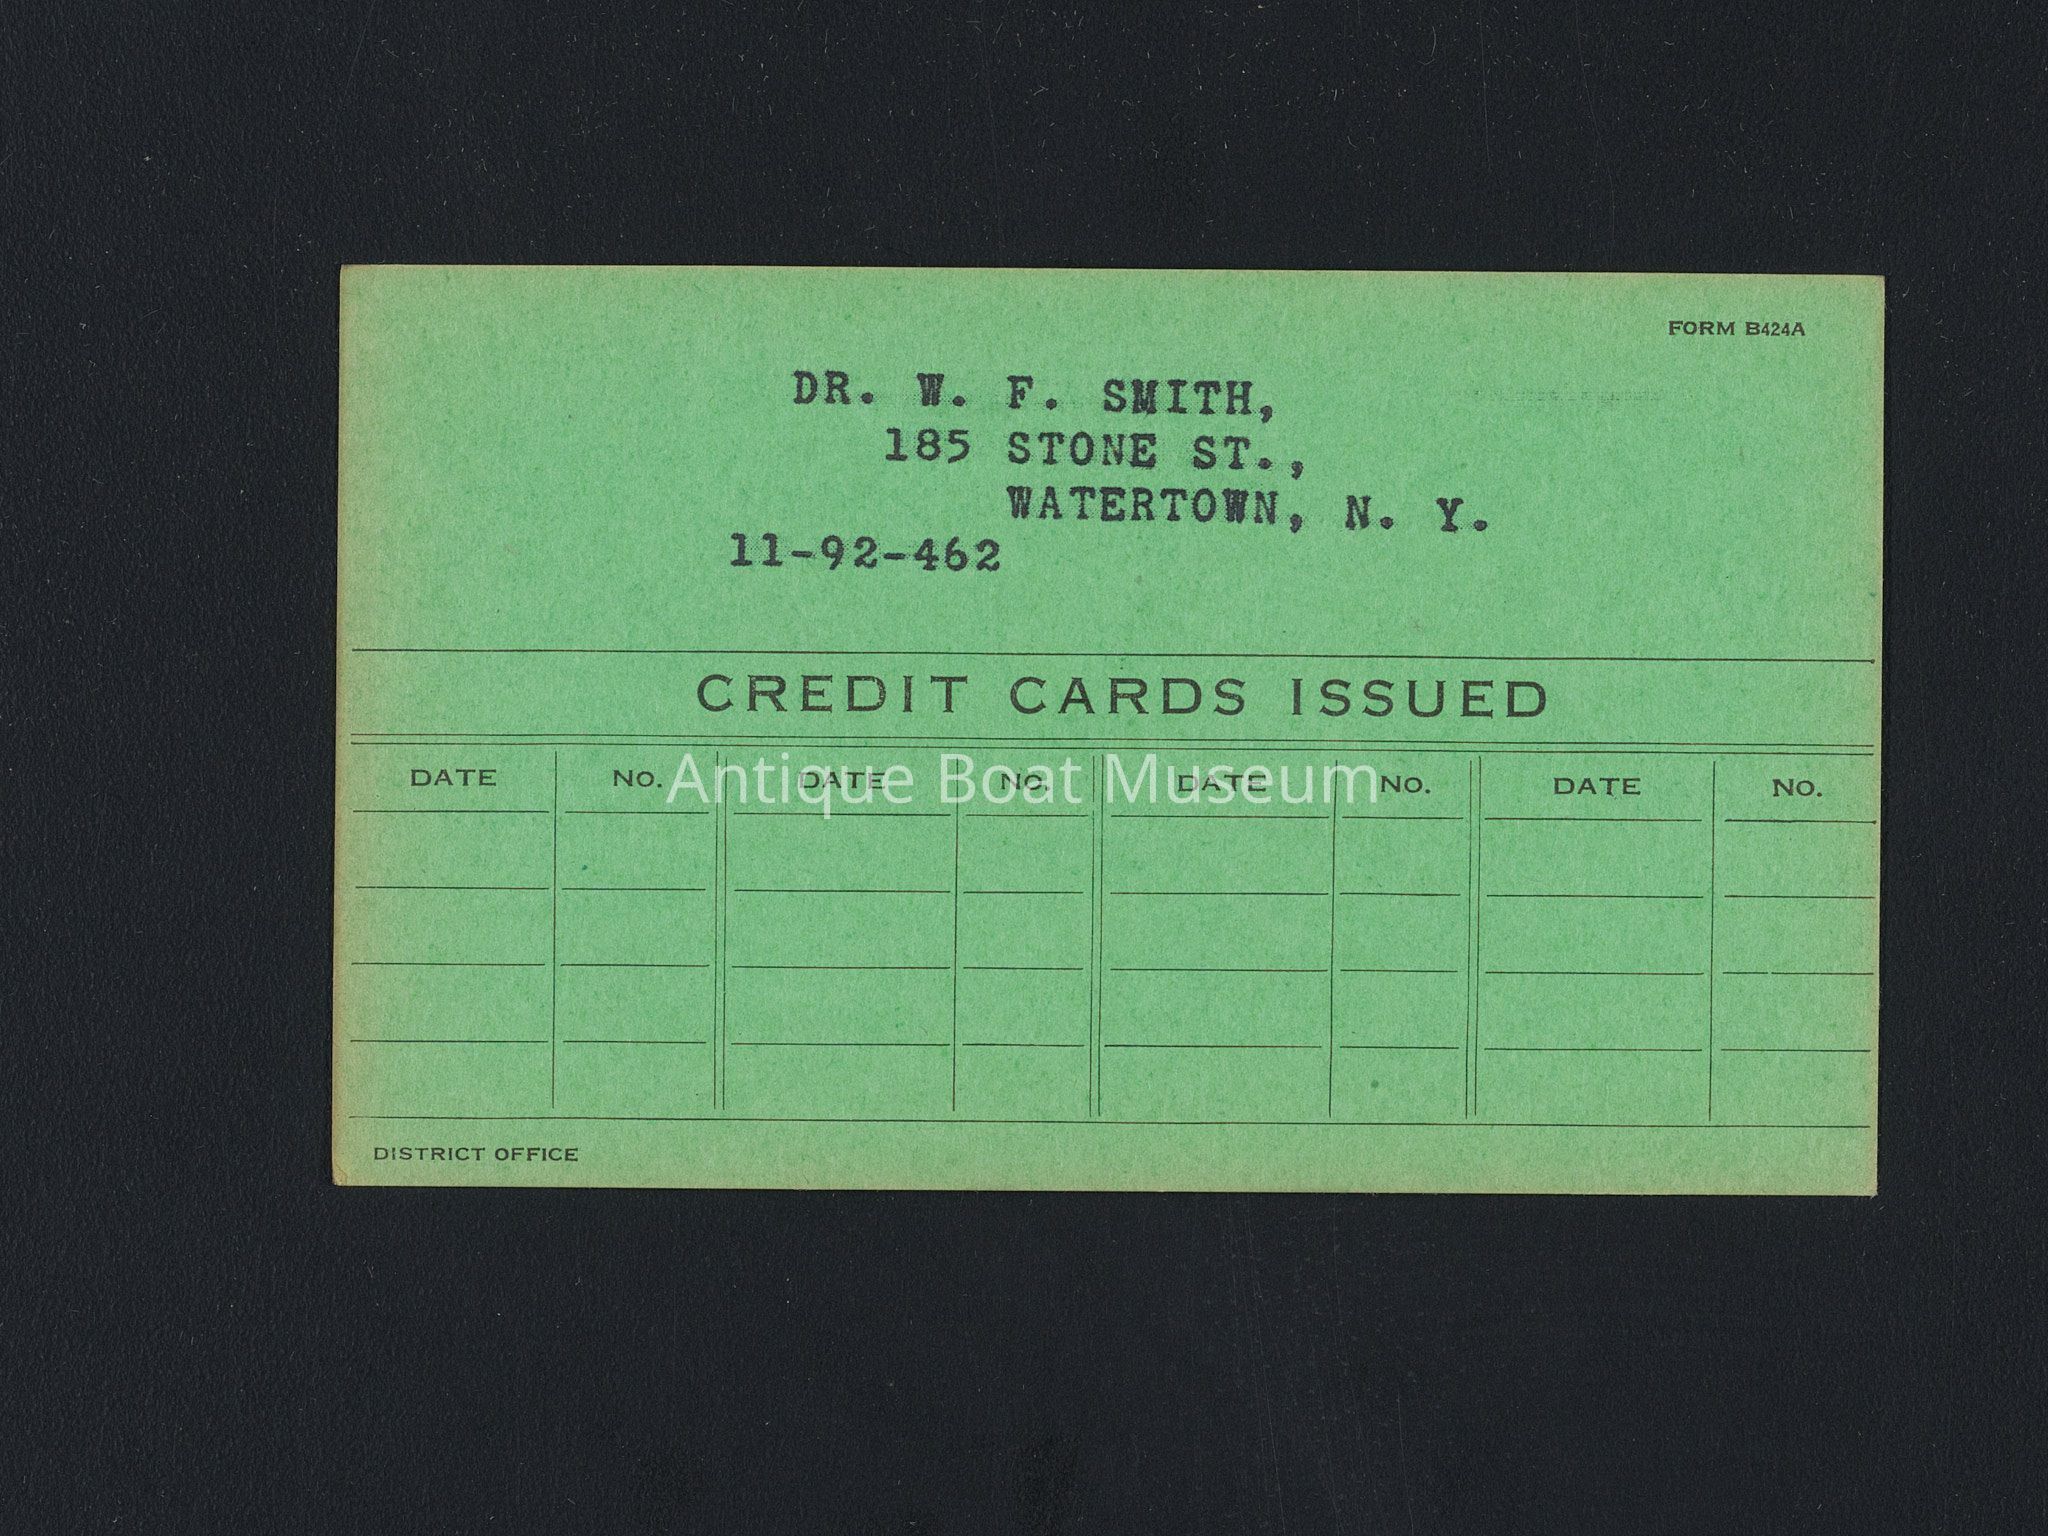 FORM B424A
DR. W. F. SMITH,
185 STONE ST.,
WATERTOWN, N. Y.
11-92-462
CREDIT CARDS ISSUED
DATE NO. DATE NO. DATE NO. DATE NO.
Antique Boat Museum
DISTRICT OFFICE